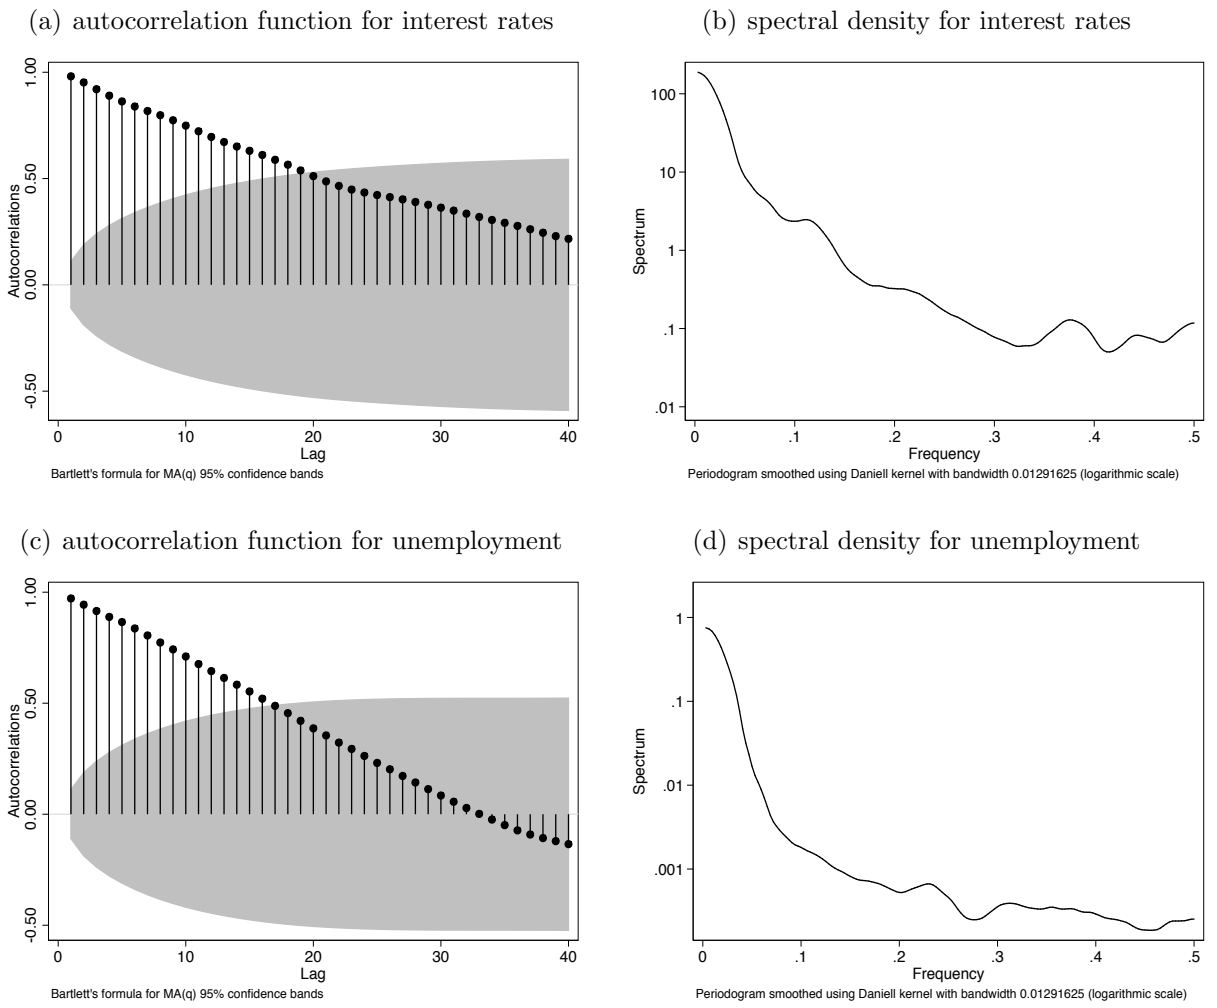 (a) autocorrelation function for interest rates
1.00
0.50
0.00
-0.50
Autocorrelations
0 10 20 30 40
Lag
Bartlett's formula for MA(q) 95% confidence bands
(b) spectral density for interest rates
100
10
1
.1
.01
Spectrum
0 .1 .2 .3 .4 .5
Frequency
Periodogram smoothed using Daniell kernel with bandwidth 0.01291625 (logarithmic scale)
(c) autocorrelation function for unemployment
1.00
0.50
0.00
-0.50
Autocorrelations
0 10 20 30 40
Lag
Bartlett's formula for MA(q) 95% confidence bands
(d) spectral density for unemployment
1
.1
.01
.001
Spectrum
0 .1 .2 .3 .4 .5
Frequency
Periodogram smoothed using Daniell kernel with bandwidth 0.01291625 (logarithmic scale)